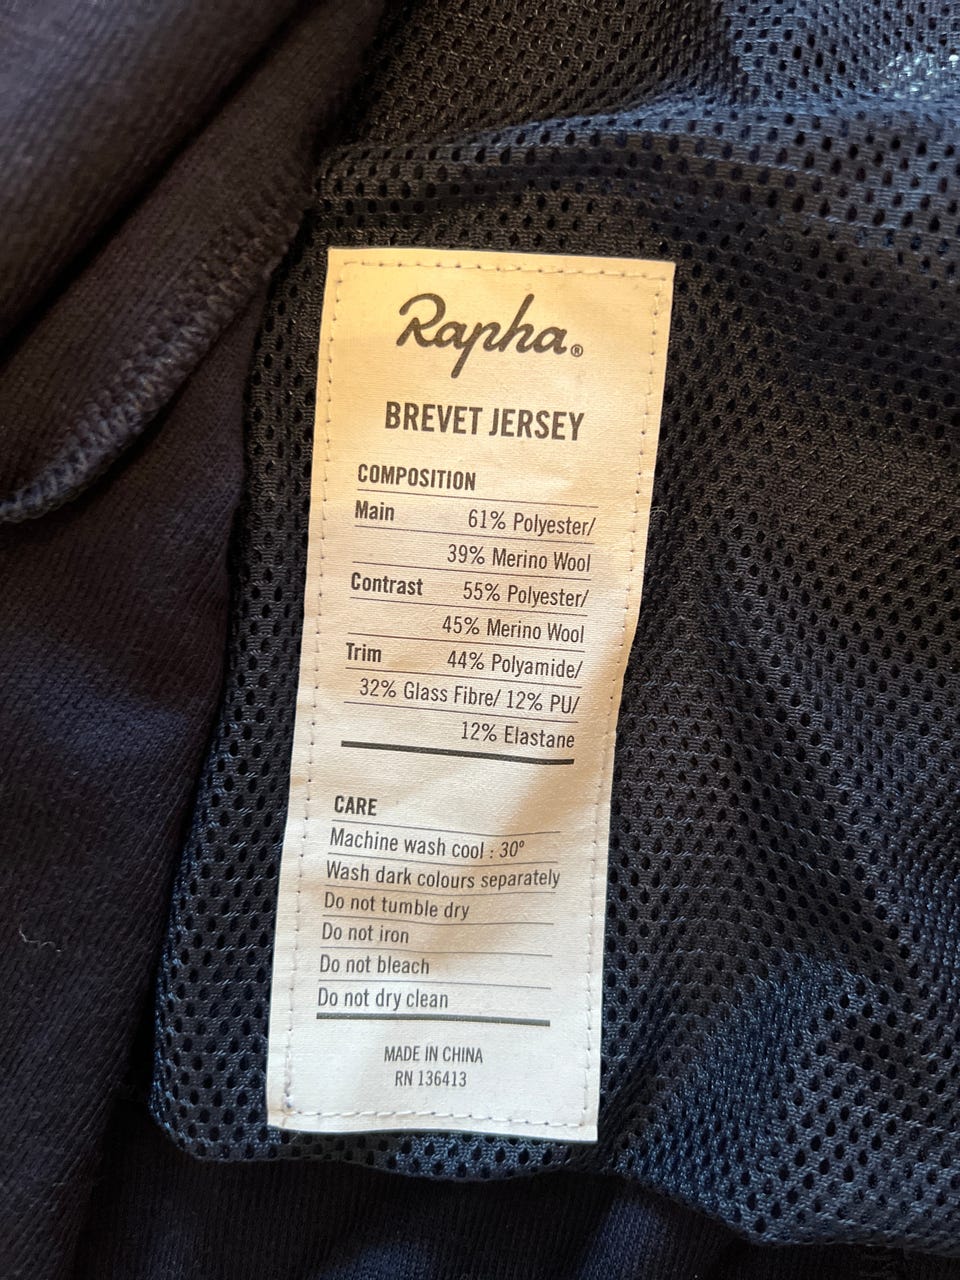 Rapha®
BREVET JERSEY
COMPOSITION
Main 61% Polyester/
39% Merino Wool
Contrast 55% Polyester/
45% Merino Wool
Trim 44% Polyamide/
32% Glass Fibre/ 12% PU/
12% Elastane
CARE
Machine wash cool : 30°
Wash dark colours separately
Do not tumble dry
Do not iron
Do not bleach
Do not dry clean
MADE IN CHINA
RN 136413